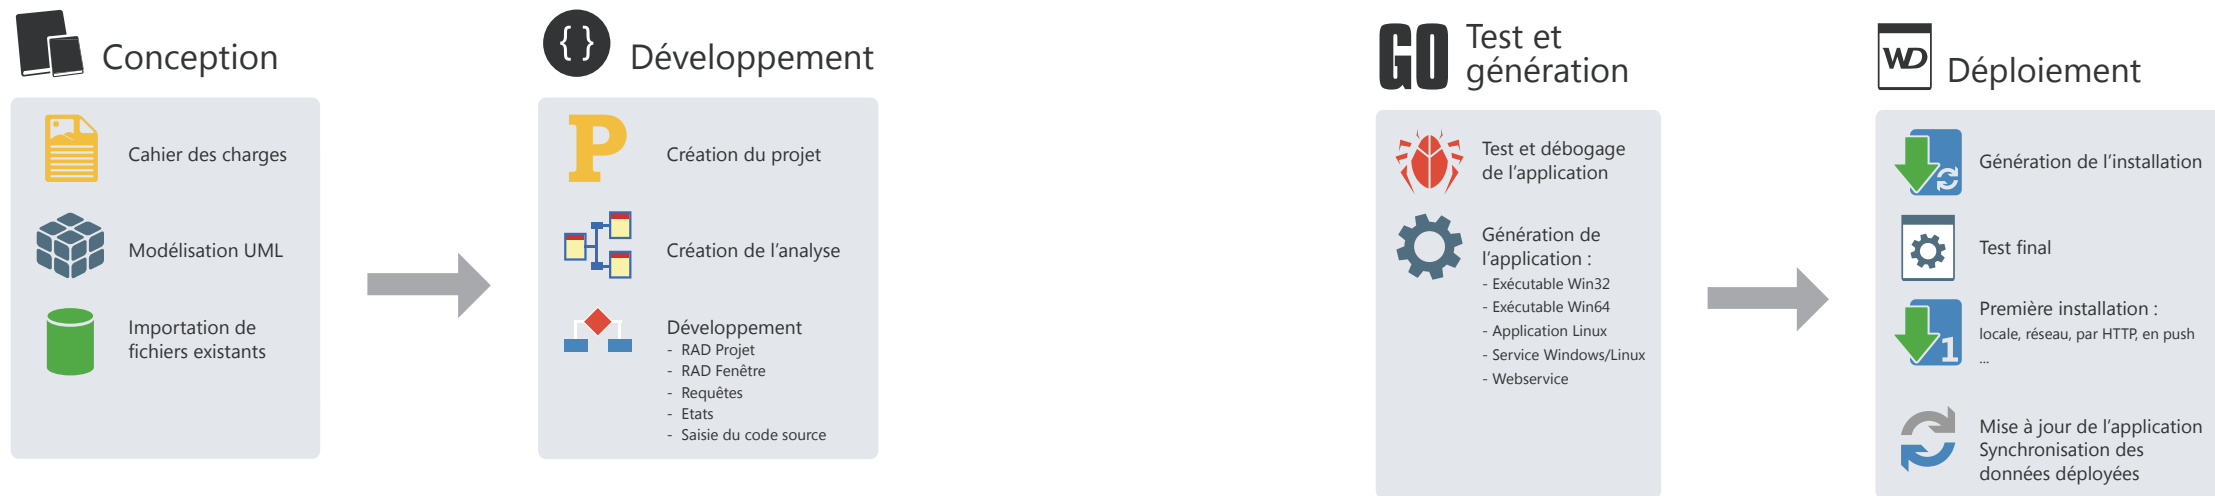 Conception
Cahier des charges
Modélisation UML
Importation de
fichiers existants
{ } Développement
P
Création du projet
Création de l'analyse
Développement
- RAD Projet
- RAD Fenêtre
- Requêtes
- Etats
- Saisie du code source
GO
Test et
génération
Test et débogage
de l'application
Génération de
l'application :
- Exécutable Win32
- Exécutable Win64
- Application Linux
- Service Windows/Linux
- Webservice
WD Déploiement
Génération de l'installation
Test final
1
Première installation :
locale, réseau, par HTTP, en push
...
Mise à jour de l'application
Synchronisation des
données déployées